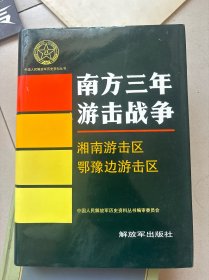 中国人民解放军历史资料丛书
南方三年
游击战争
湘南游击区
鄂豫边游击区
中国人民解放军历史资料丛书编审委员会
解放军出版社